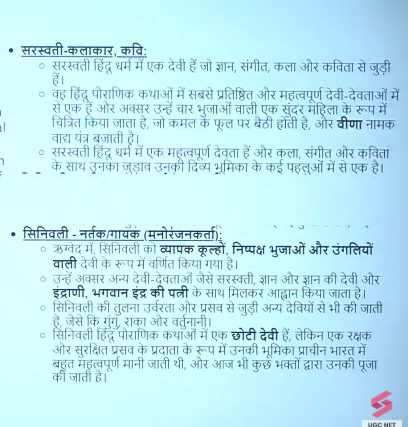 • सरस्वती-कलाकार, कवि:
○ सरस्वती हिंदू धर्म में एक देवी हैं जो ज्ञान, संगीत, कला और कविता से जुड़ी
हैं।
○ वह हिंदू पौराणिक कथाओं में सबसे प्रतिष्ठित और महत्वपूर्ण देवी-देवताओं में
से एक हैं और अक्सर उन्हें चार भुजाओं वाली एक सुंदर महिला के रूप में
चित्रित किया जाता है, जो कमल के फूल पर बैठी होती है, और वीणा नामक
वाद्य यंत्र बजाती है।
○ सरस्वती हिंदू धर्म में एक महत्वपूर्ण देवता हैं और कला, संगीत और कविता
के साथ उनका जुड़ाव उनकी दिव्य भूमिका के कई पहलुओं में से एक है।
• सिनिवली - नर्तक/गायक (मनोरंजनकर्ता):
○ ऋग्वेद में, सिनिवली को व्यापक कूल्हों, निष्पक्ष भुजाओं और उंगलियों
वाली देवी के रूप में वर्णित किया गया है।
○ उन्हें अक्सर अन्य देवी-देवताओं जैसे सरस्वती, ज्ञान और ज्ञान की देवी और
इंद्राणी, भगवान इंद्र की पत्नी के साथ मिलकर आह्वान किया जाता है।
○ सिनिवली की तुलना उर्वरता और प्रसव से जुड़ी अन्य देवियों से भी की जाती
है, जैसे कि गुंगु, राका और वर्तुनानी।
○ सिनिवली हिंदू पौराणिक कथाओं में एक छोटी देवी हैं, लेकिन एक रक्षक
और सुरक्षित प्रसव के प्रदाता के रूप में उनकी भूमिका प्राचीन भारत में
बहुत महत्वपूर्ण मानी जाती थी, और आज भी कुछ भक्तों द्वारा उनकी पूजा
की जाती है।
UGC NET